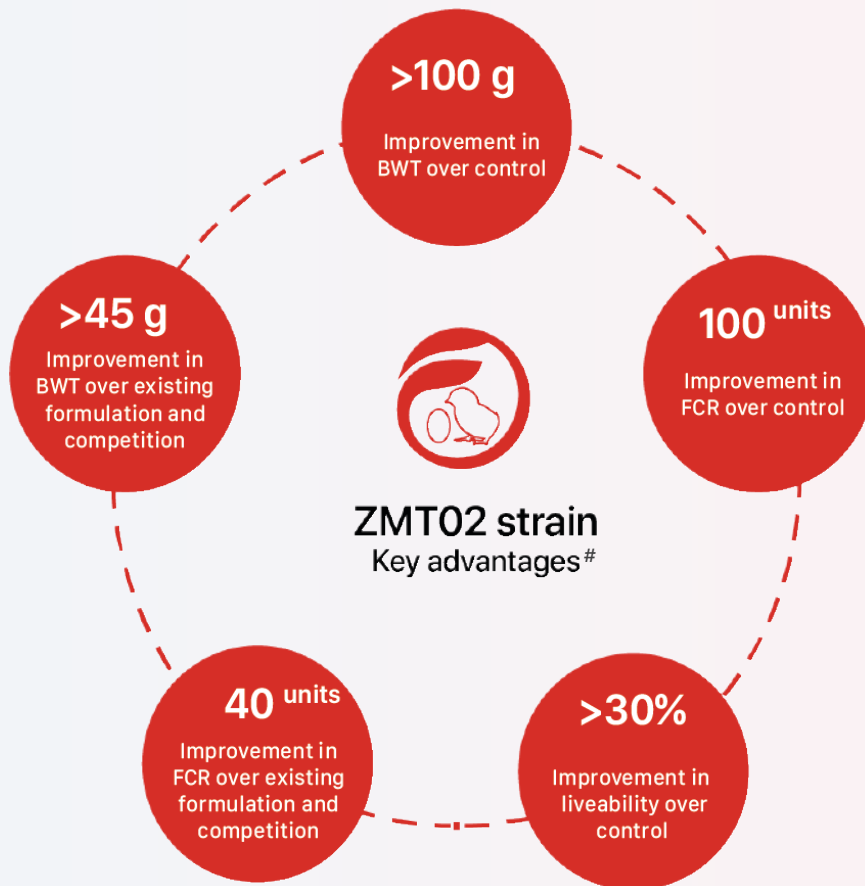 >100 g
Improvement in
BWT over control
>45 g
Improvement in
BWT over existing
formulation and
competition
100 units
Improvement in
FCR over control
ZMT02 strain
Key advantages#
40 units
Improvement in
FCR over existing
formulation and
competition
>30%
Improvement in
liveability over
control